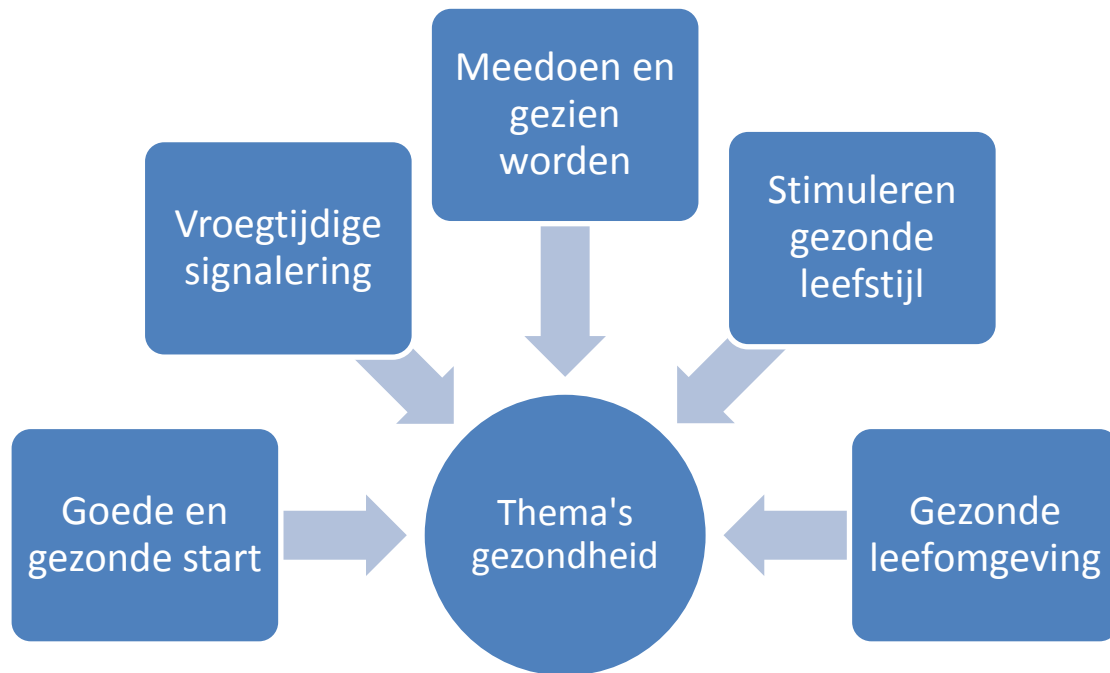 Goede en
gezonde start
Vroegtijdige
signalering
Meedoen en
gezien
worden
Stimuleren
gezonde
leefstijl
Gezonde
leefomgeving
Thema's
gezondheid